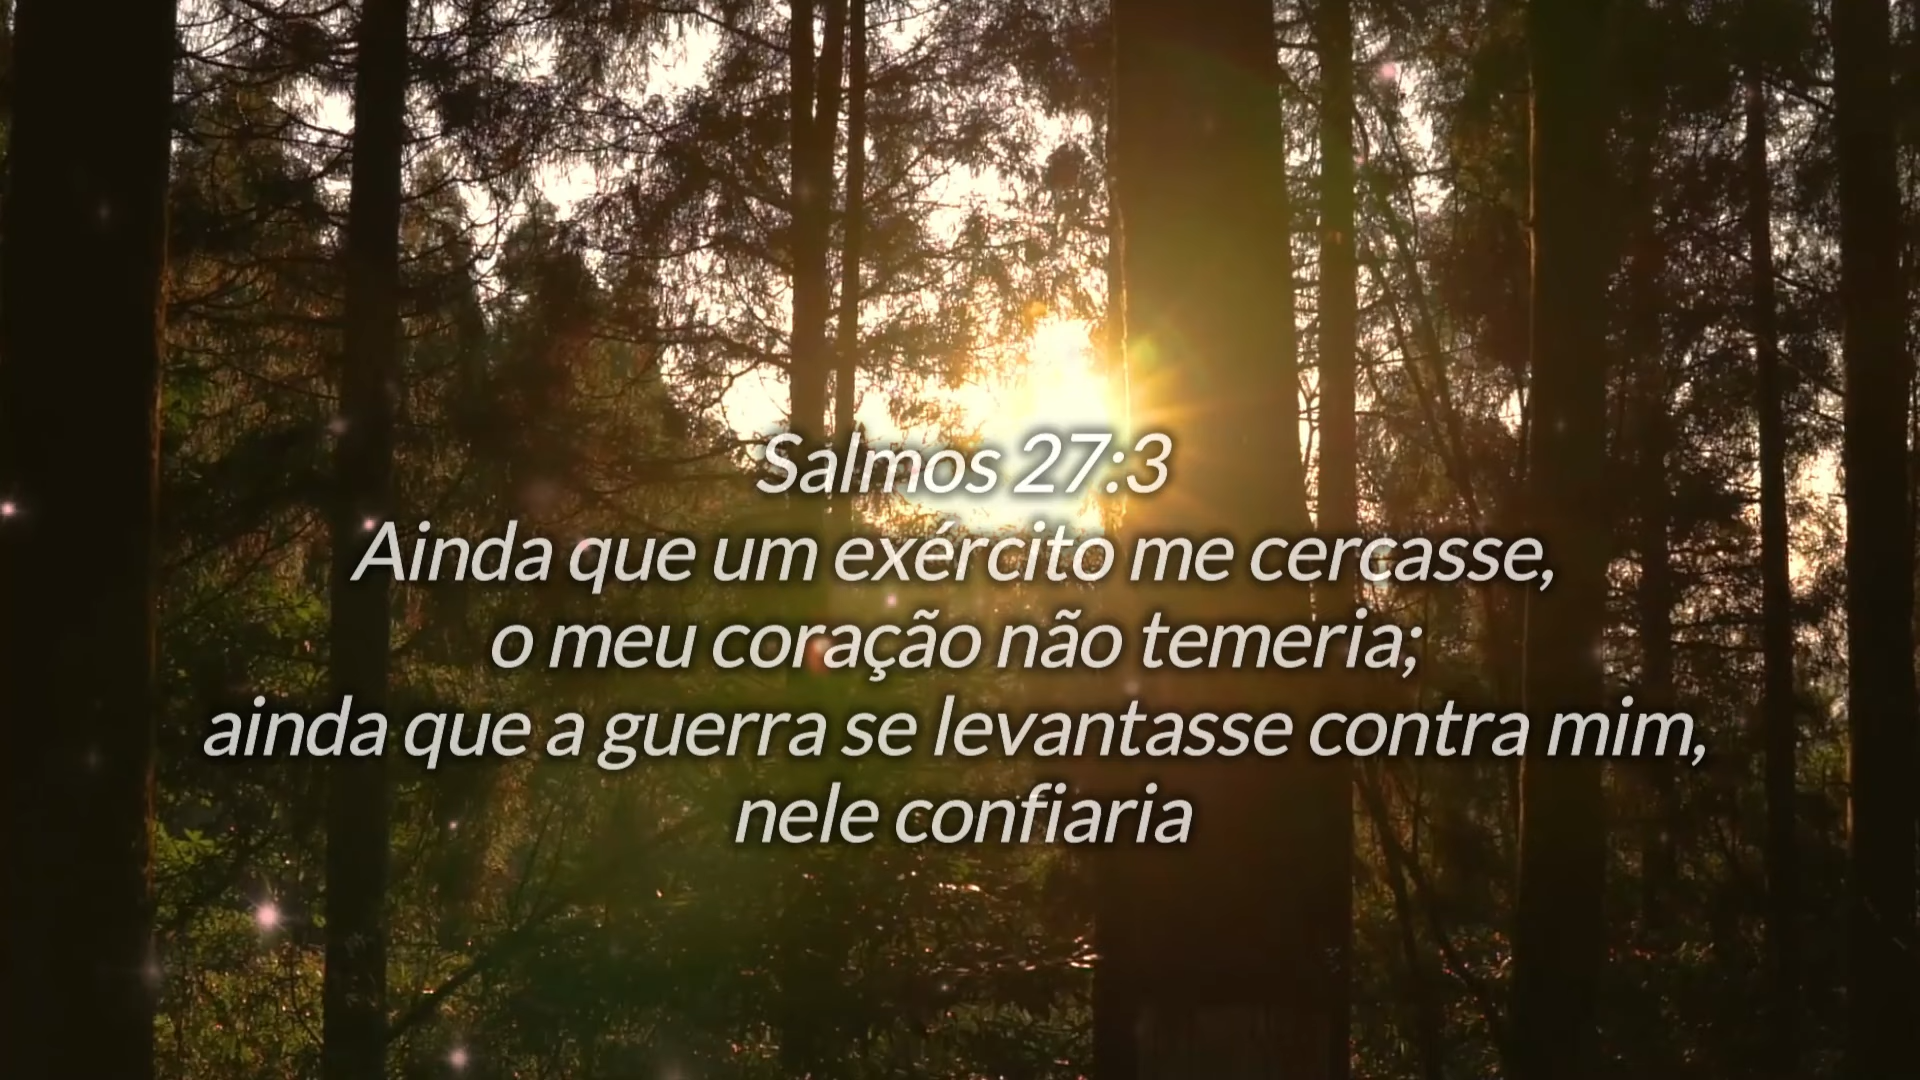 Salmos 27:3
Ainda que um exército me cercasse,
o meu coração não temeria;
ainda que a guerra se levantasse contra mim,
nele confiaria